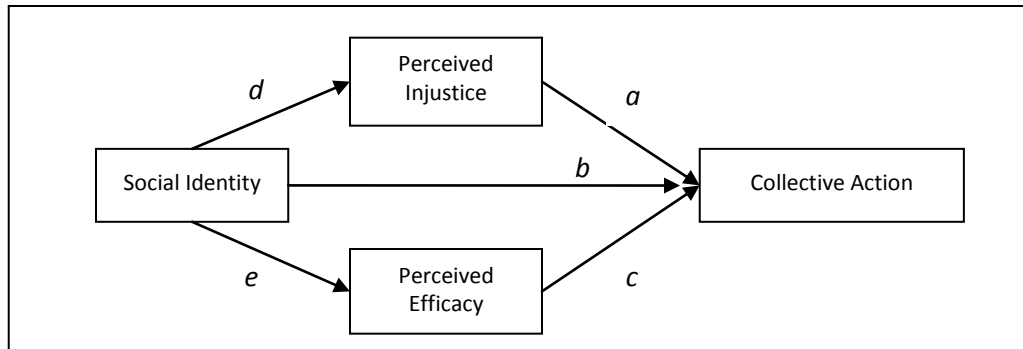 Perceived
Injustice
d
a
Social Identity
b
Collective Action
e
Perceived
Efficacy
c